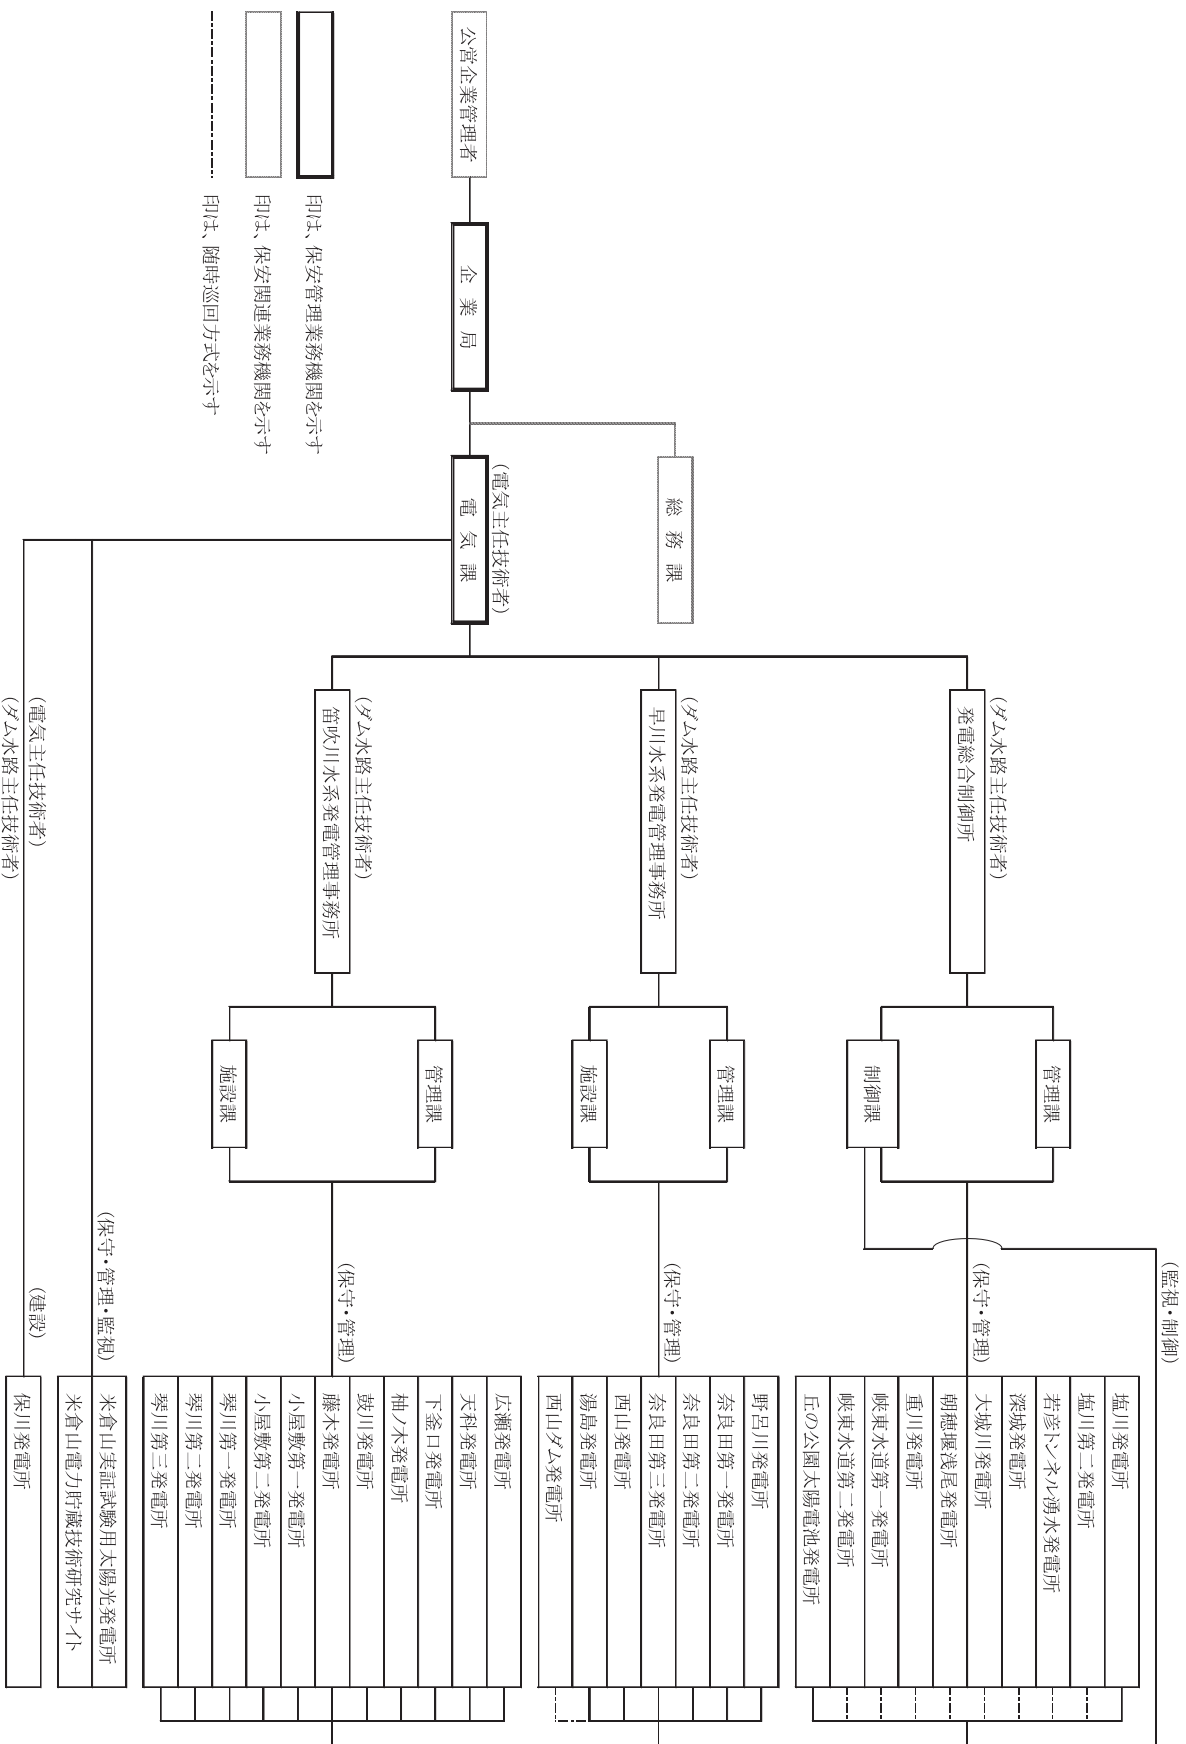 公営企業管理者
企業局
総務課
(電気主任技術者)
電気課
(ダム水路主任技術者)
発電総合制御所
管理課
制御課
(監視・制御)
(保守・管理)
塩川発電所
塩川第二発電所
若彦トンネル湧水発電所
深城発電所
大城川発電所
朝穂堰浅尾発電所
重川発電所
峡東水道第一発電所
峡東水道第二発電所
丘の公園太陽電池発電所
(ダム水路主任技術者)
早川水系発電管理事務所
管理課
施設課
(保守・管理)
野呂川発電所
奈良田第一発電所
奈良田第二発電所
奈良田第三発電所
西山発電所
湯島発電所
西山ダム発電所
(ダム水路主任技術者)
笛吹川水系発電管理事務所
管理課
施設課
(保守・管理)
広瀬発電所
天科発電所
下釜口発電所
柚ノ木発電所
鼓川発電所
藤木発電所
小屋敷第一発電所
小屋敷第二発電所
琴川第一発電所
琴川第二発電所
琴川第三発電所
(保守・管理・監視)
米倉山実証試験用太陽光発電所
米倉山電力貯蔵技術研究サイト
(電気主任技術者)
(ダム水路主任技術者)
(建設)
保川発電所
印は、保安管理業務機関を示す
印は、保安関連業務機関を示す
印は、随時巡回方式を示す